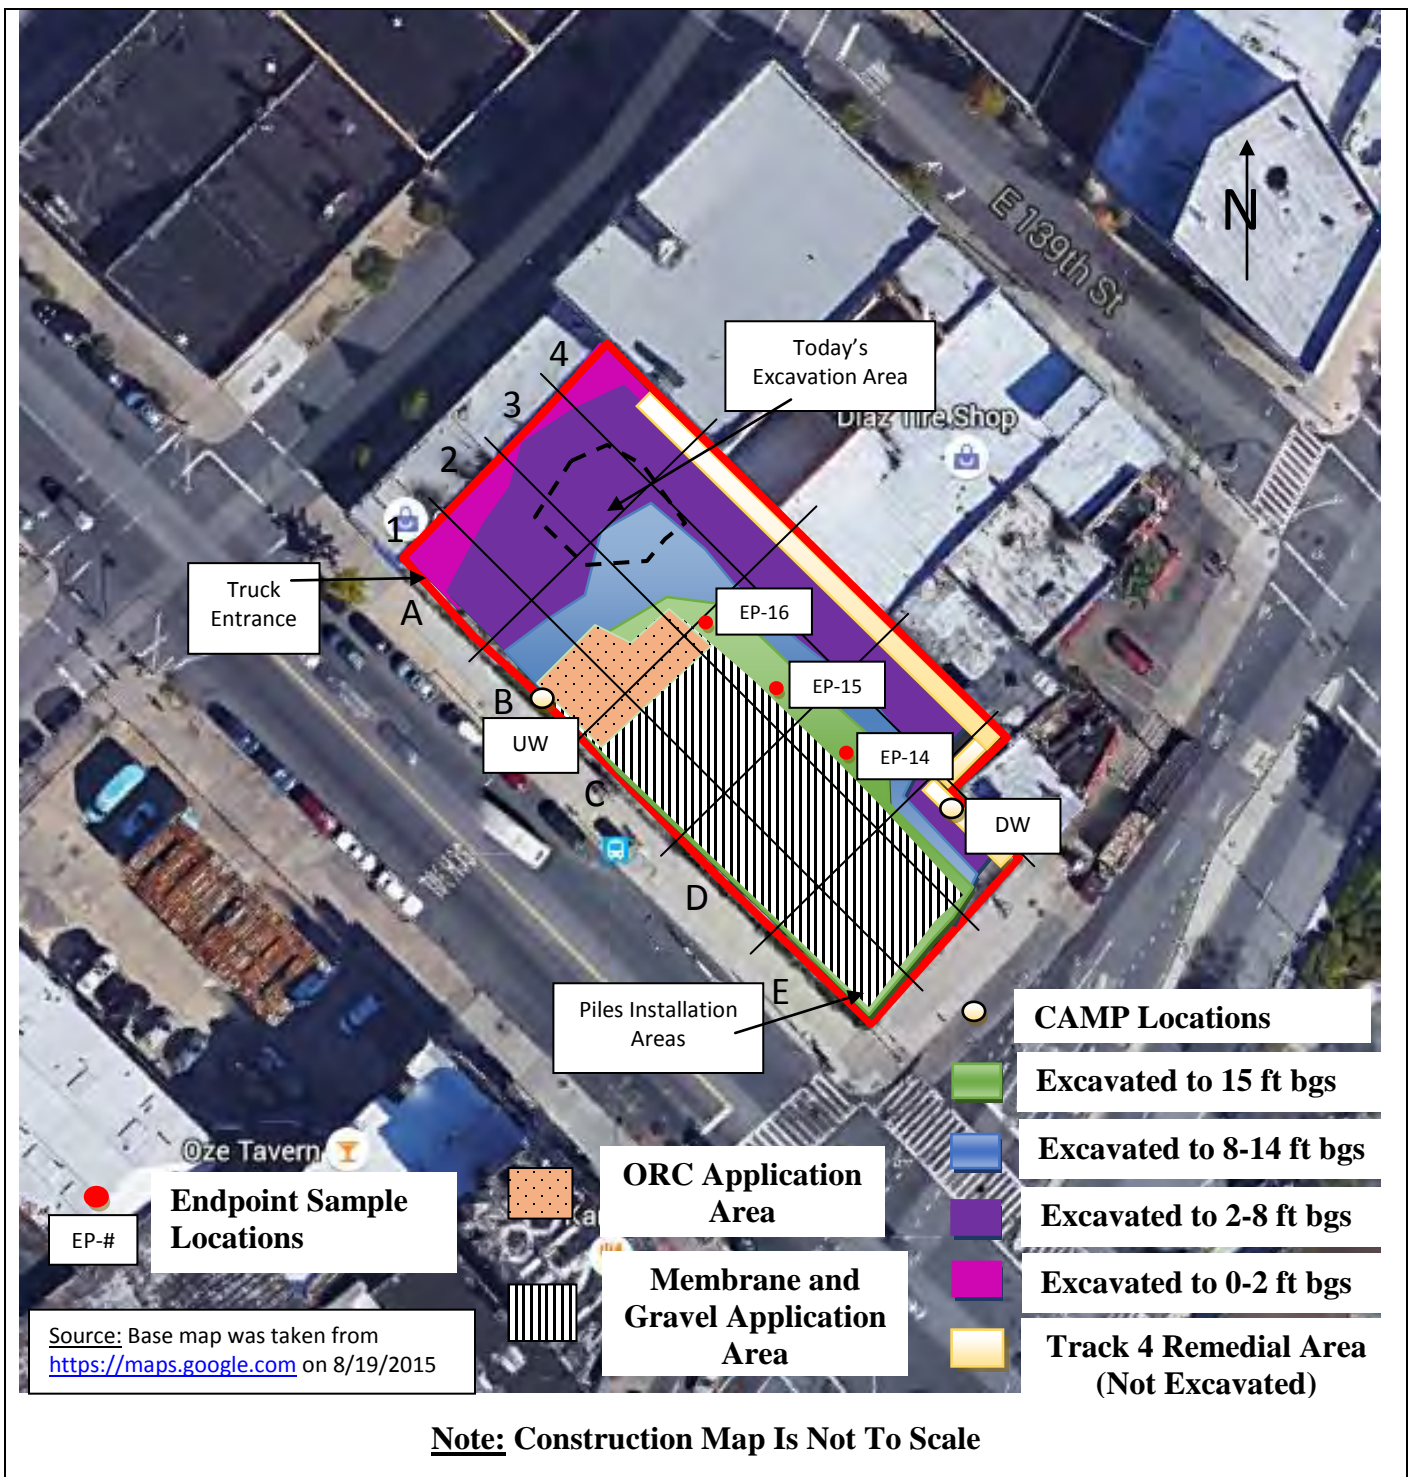 N
E 139th St
Today's
Excavation Area
Diaz Tire Shop
4
3
2
1
Truck
Entrance
A
EP-16
EP-15
B
UW
EP-14
C
DW
D
E
Piles Installation
Areas
CAMP Locations
Excavated to 15 ft bgs
Excavated to 8-14 ft bgs
Excavated to 2-8 ft bgs
Excavated to 0-2 ft bgs
Track 4 Remedial Area
(Not Excavated)
Oze Tavern
ORC Application
Area
Membrane and
Gravel Application
Area
Endpoint Sample
Locations
EP-#
Source: Base map was taken from
https://maps.google.com on 8/19/2015
Note: Construction Map Is Not To Scale